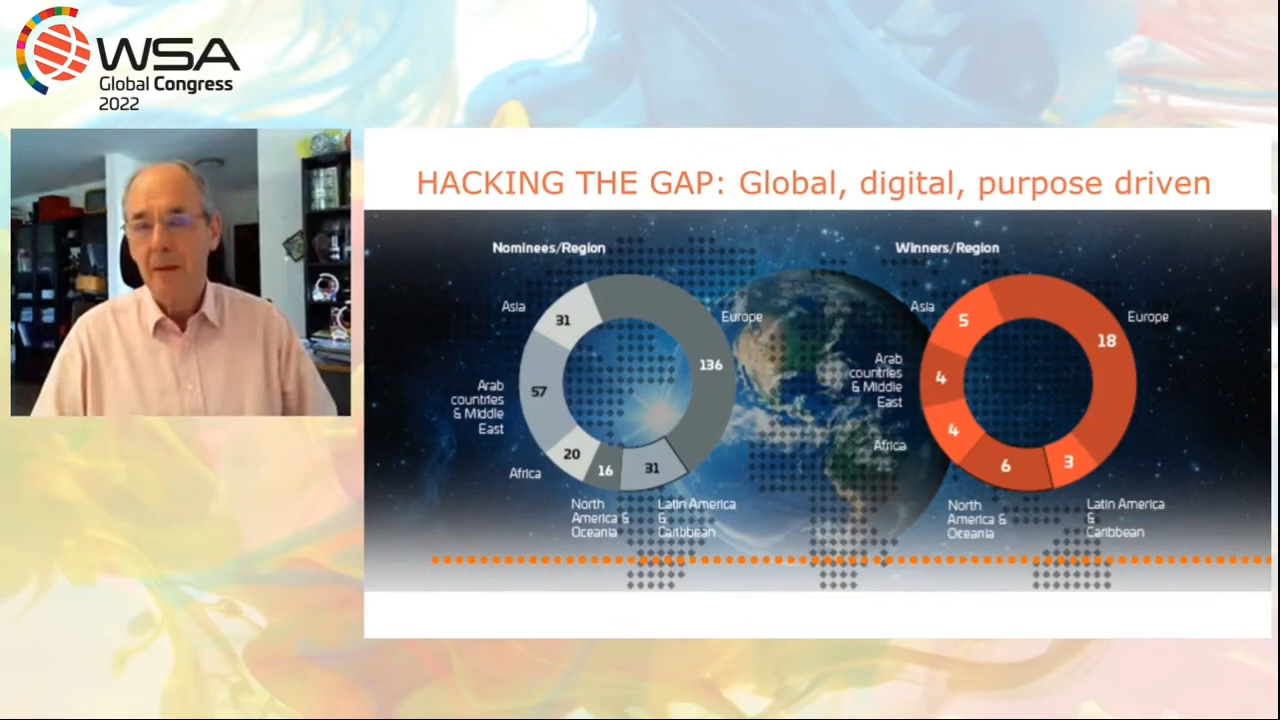 WSA
Global Congress
2022
HACKING THE GAP: Global, digital, purpose driven
Nominees/Region
Asia
31
Europe
136
Arab
countries
& Middle
East
57
20
Africa
16
31
North
America &
Oceania
Latin America
&
Caribbean
Winners/Region
Asia
5
Europe
18
Arab
countries
& Middle
East
4
4
Africa
6
3
North
America &
Oceania
Latin America
&
Caribbean